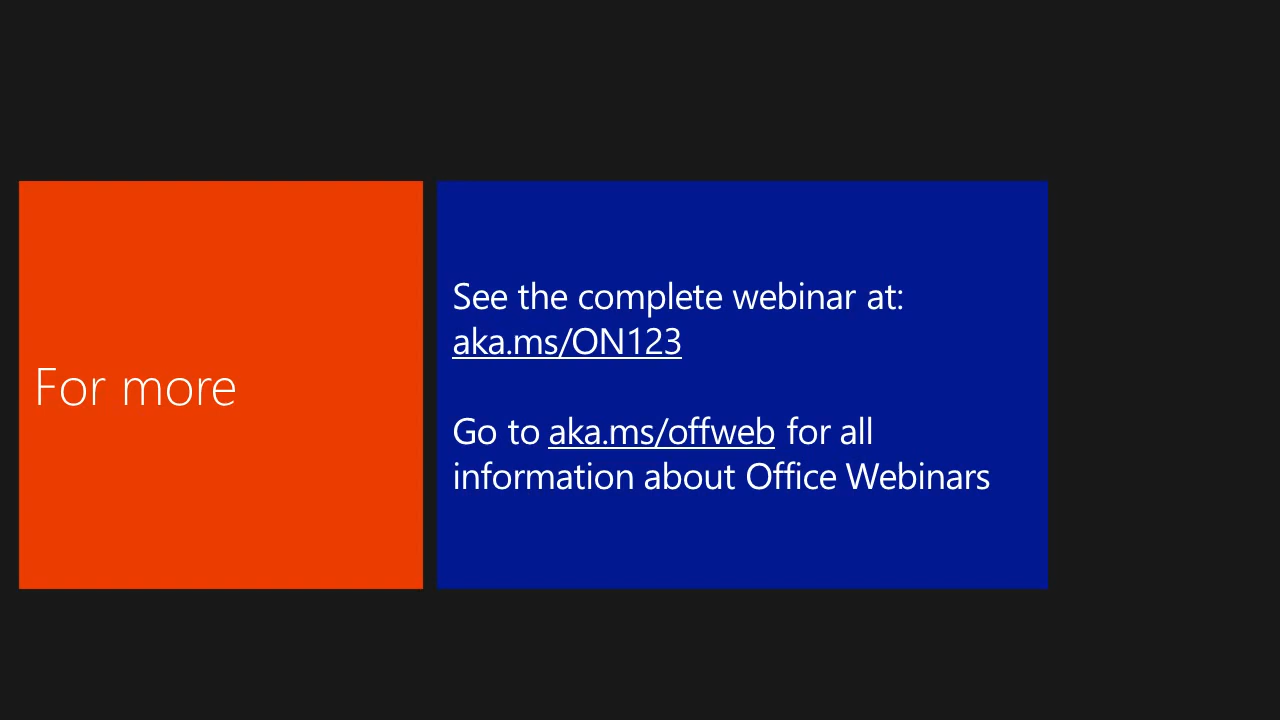 For more
See the complete webinar at:
aka.ms/ON123
Go to aka.ms/offweb for all
information about Office Webinars